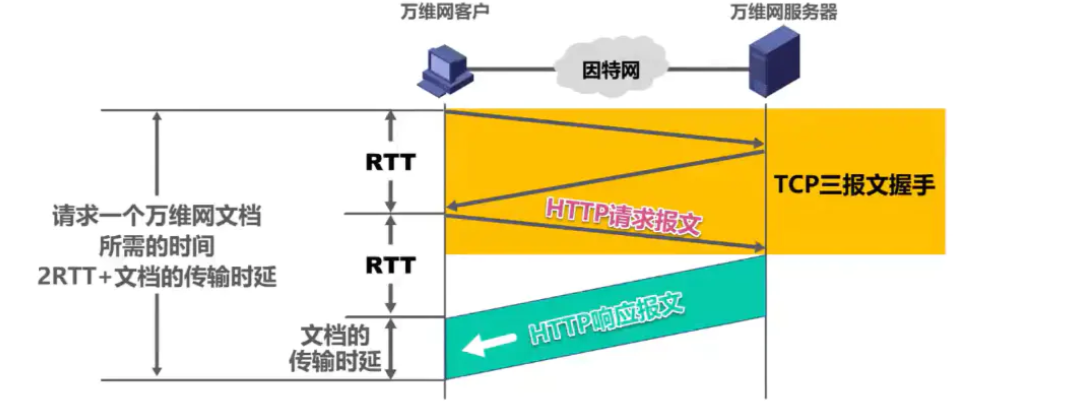 万维网客户
万维网服务器
因特网
RTT
TCP三报文握手
HTTP请求报文
请求一个万维网文档
所需的时间
2RTT+文档的传输时延
RTT
HTTP响应报文
文档的
传输时延